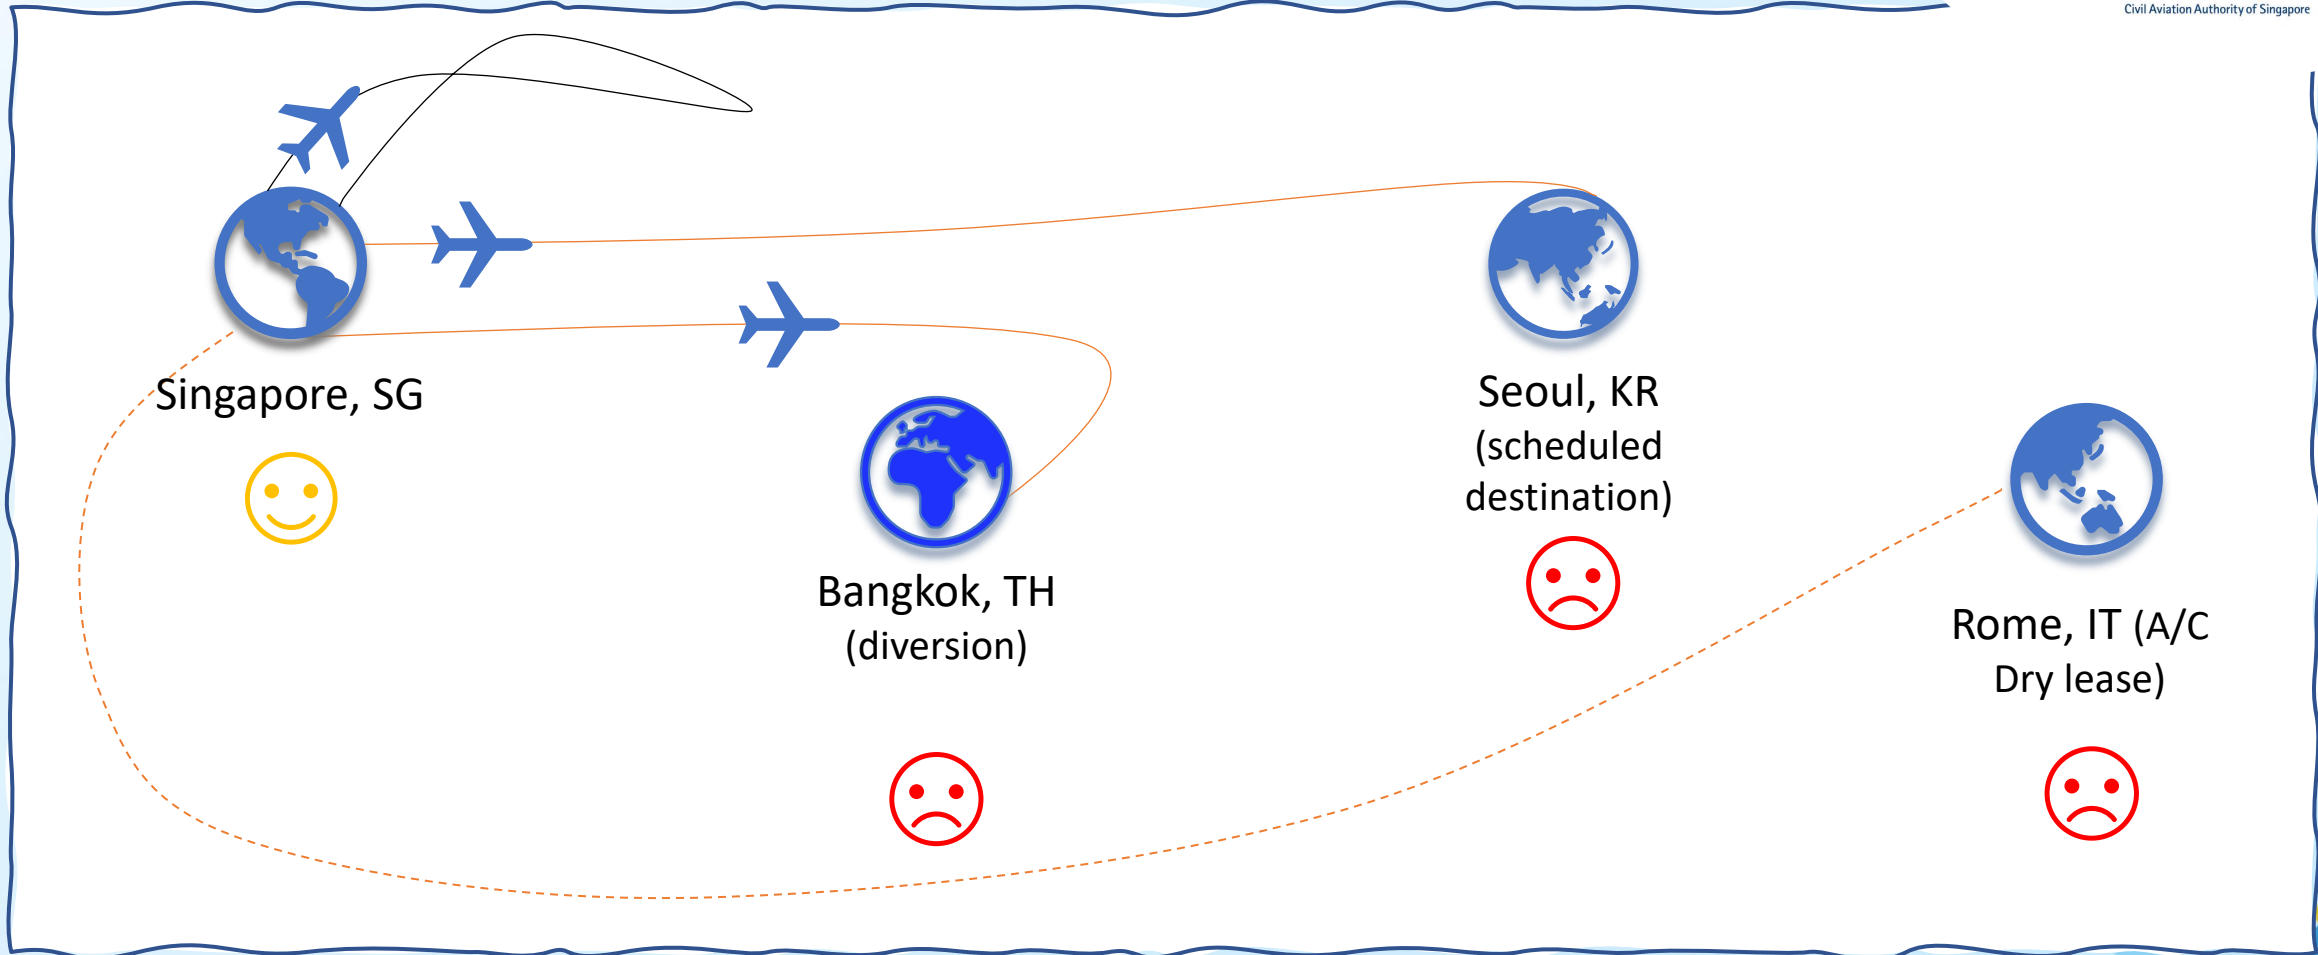 Civil Aviation Authority of Singapore
Singapore, SG
Seoul, KR
(scheduled
destination)
Bangkok, TH
(diversion)
Rome, IT (A/C
Dry lease)